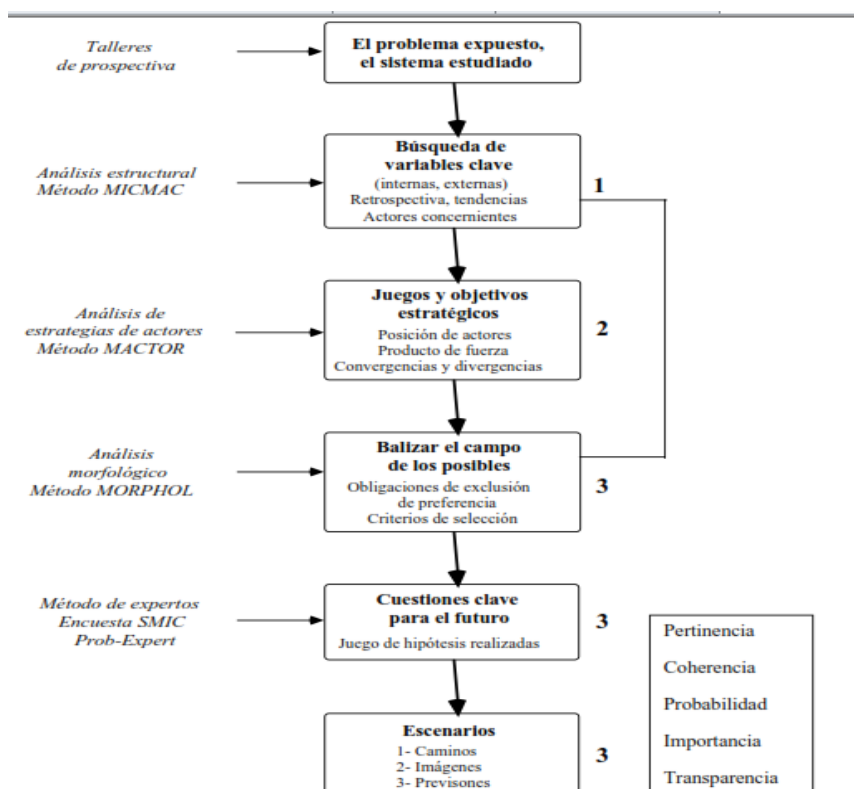 Talleres
de prospectiva
El problema expuesto,
el sistema estudiado
Análisis estructural
Método MICMAC
Búsqueda de
variables clave
(internas, externas)
Retrospectiva, tendencias
Actores concernientes
1
Análisis de
estrategias de actores
Método MACTOR
Juegos y objetivos
estratégicos
Posición de actores
Producto de fuerza
Convergencias y divergencias
2
Análisis
morfológico
Método MORPHOL
Balizar el campo
de los posibles
Obligaciones de exclusión
de preferencia
Criterios de selección
3
Método de expertos
Encuesta SMIC
Prob-Expert
Cuestiones clave
para el futuro
Juego de hipótesis realizadas
3
Escenarios
1- Caminos
2- Imágenes
3- Previsones
3
Pertinencia
Coherencia
Probabilidad
Importancia
Transparencia